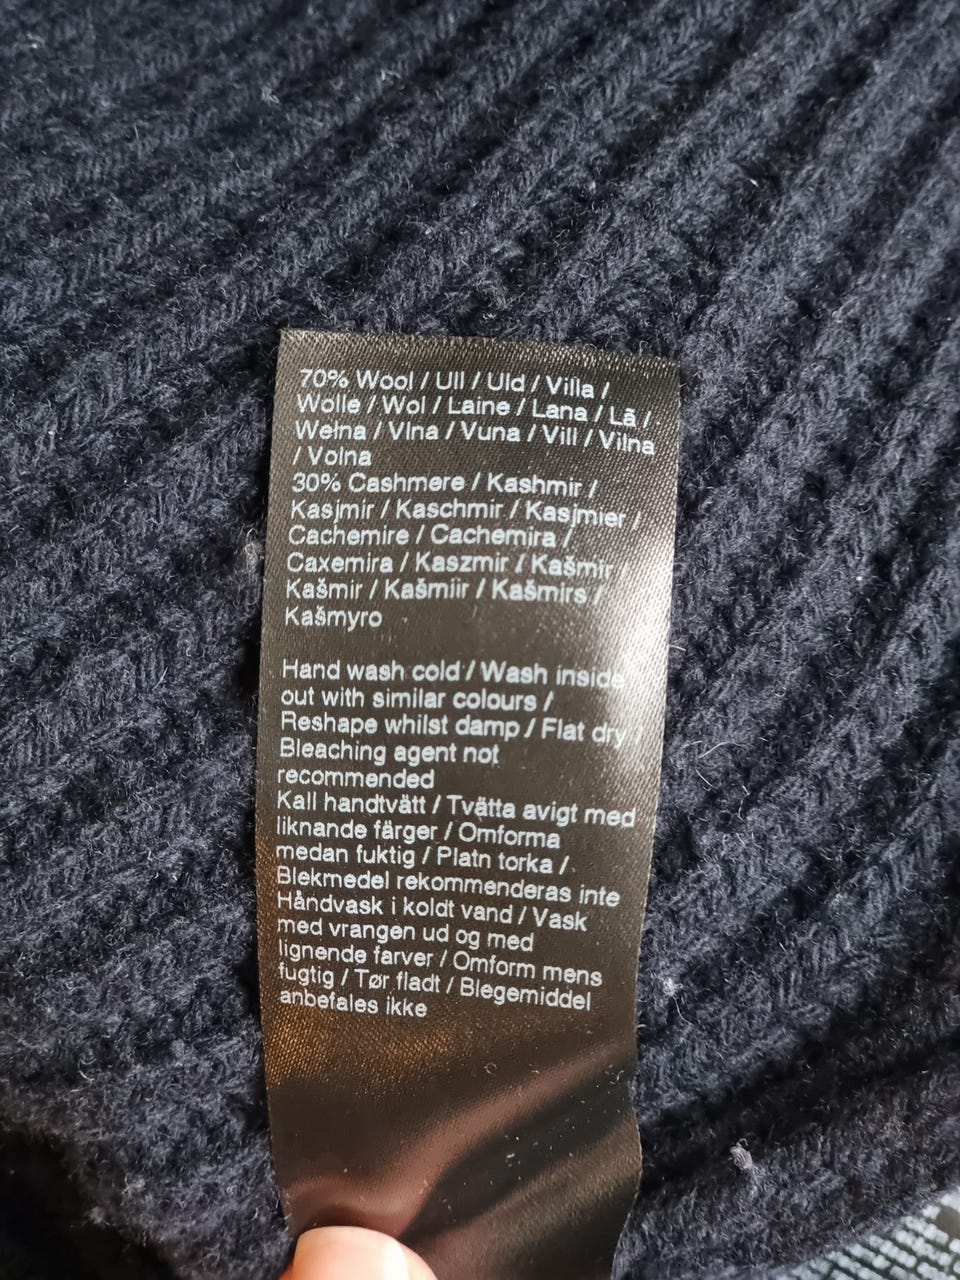 70% Wool / Ull / Uld / Villa /
Wolle / Wol / Laine / Lana / Lã /
Wełna / Vlna / Vuna / Vill / Vilna
/ Volna
30% Cashmere / Kashmir /
Kasjmir / Kaschmir / Kasjmier /
Cachemire / Cachemira /
Caxemira / Kaszmir / Kašmír
Kašmir / Kašmiir / Kašmirs /
Kašmyro
Hand wash cold / Wash inside
out with similar colours /
Reshape whilst damp / Flat dry /
Bleaching agent not
recommended
Kall handtvätt / Tvätta avigt med
liknande färger / Omforma
medan fuktig / Platn torka /
Blekmedel rekommenderas inte
Håndvask i koldt vand / Vask
med vrangen ud og med
lignende farver / Omform mens
fugtig / Tør fladt / Blegemiddel
anbefales ikke